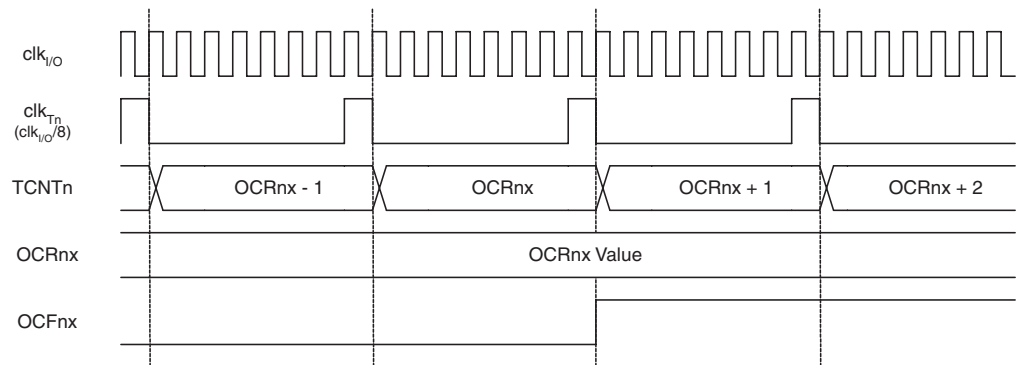 clkI/O
clkTn
(clkI/O/8)
TCNTn
OCRnx - 1
OCRnx
OCRnx + 1
OCRnx + 2
OCRnx
OCRnx Value
OCFnx